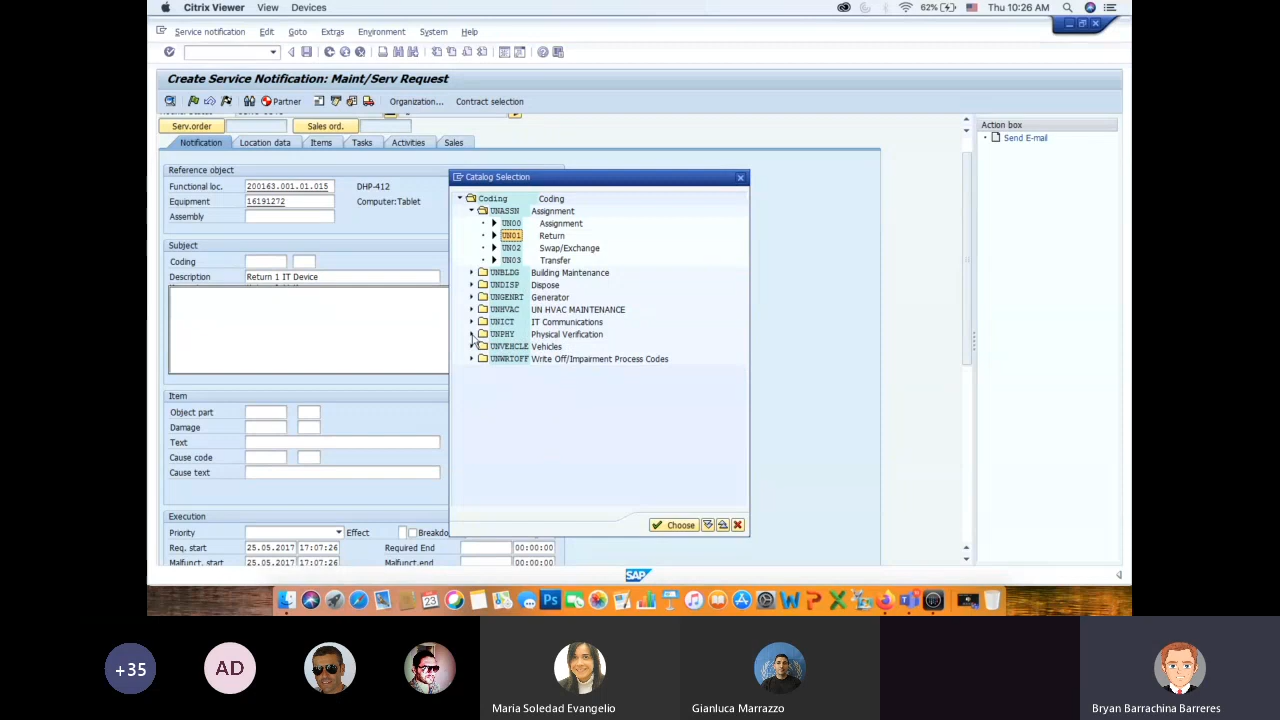 Citrix Viewer View Devices 62% Thu 10:26 AM
Service notification Edit Goto Extras Environment System Help
Create Service Notification: Maint/Serv Request
Partner Organization... Contract selection
Serv.order Sales ord.
Notification Location data Items Tasks Activities Sales
Reference object
Functional loc. 200163.001.01.015 DHP-412
Equipment 16191272 Computer:Tablet
Assembly
Subject
Coding
Description Return 1 IT Device
Item
Object part
Damage
Text
Cause code
Cause text
Execution
Priority Effect Breakdo
Req. start 25.05.2017 17:07:26 Required End 00:00:00
Malfunct. start 25.05.2017 17:07:26 Malfunct.end 00:00:00
Catalog Selection
Coding Coding
UNASSN Assignment
UN00 Assignment
UN01 Return
UN02 Swap/Exchange
UN03 Transfer
UNBLDG Building Maintenance
UNDISP Dispose
UNGENRT Generator
UNHVAC UN HVAC MAINTENANCE
UNICT IT Communications
UNPHY Physical Verification
UNVEHCLE Vehicles
UNWRTOFF Write Off/Impairment Process Codes
Choose
Action box
Send E-mail
SAP
23
Ps
+35
AD
Maria Soledad Evangelio
Gianluca Marrazzo
Bryan Barrachina Barreres